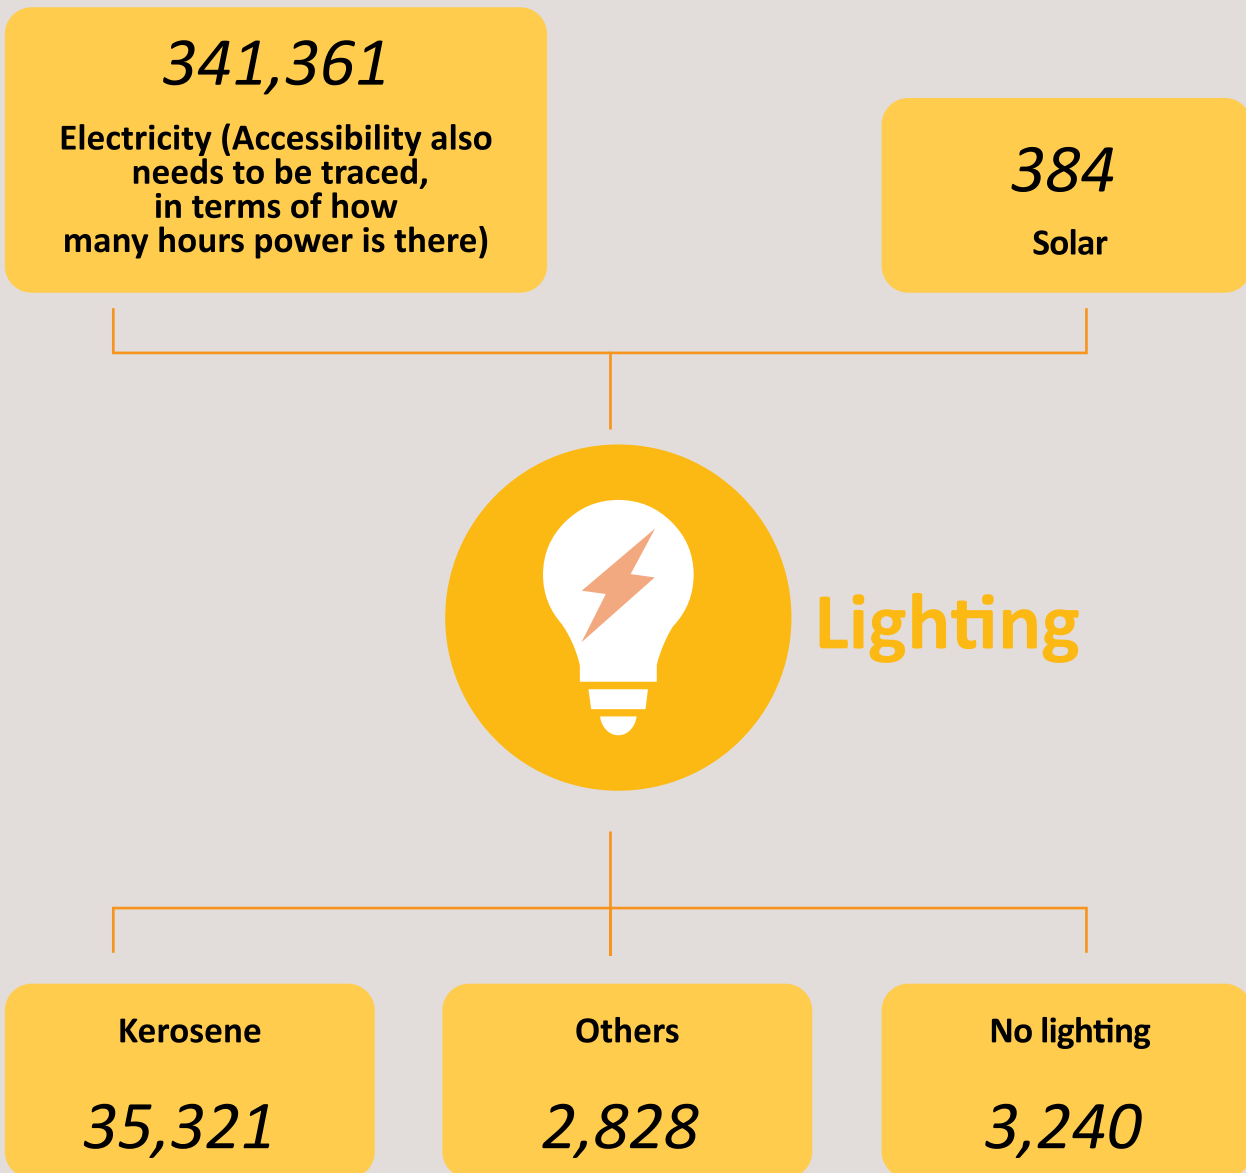 341,361
Electricity (Accessibility also
needs to be traced,
in terms of how
many hours power is there)
384
Solar
Lighting
Kerosene
35,321
Others
2,828
No lighting
3,240